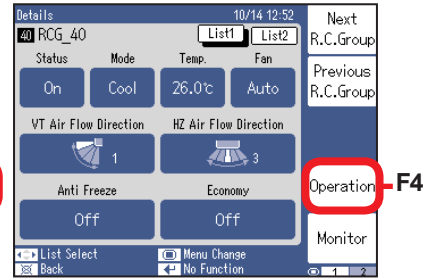 Details 10/14 12:52
40 RCG_40 List1 List2
Status Mode Temp. Fan
On Cool 26.0℃ Auto
VT Air Flow Direction HZ Air Flow Direction
1 3
Anti Freeze Economy
Off Off
List Select Menu Change
Back No Function
Next
R.C.Group
Previous
R.C.Group
Operation
F4
Monitor
1 2